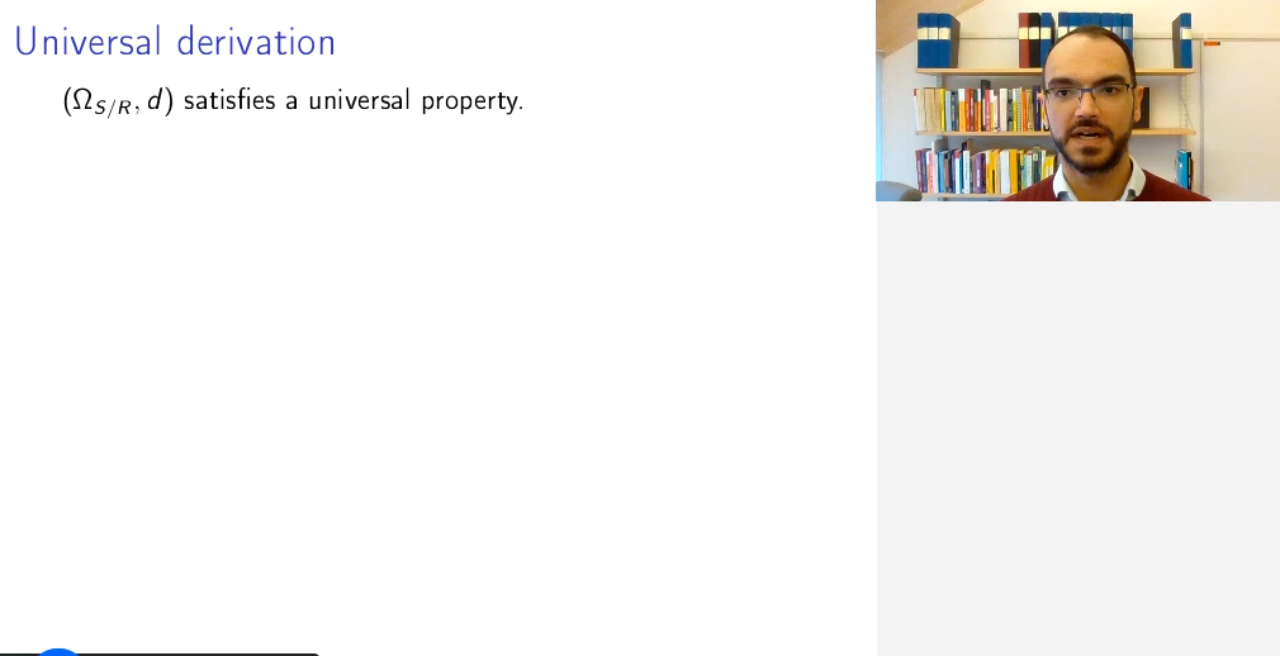 Universal derivation
(Ω_{S/R}, d) satisfies a universal property.